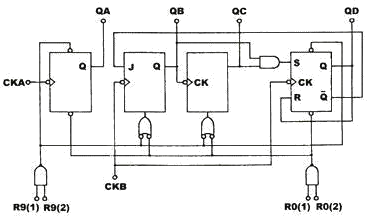 QA QB QC QD
Q J Q CK S Q
CKA CK
R Q̄
CKB
R9(1) R9(2) R0(1) R0(2)